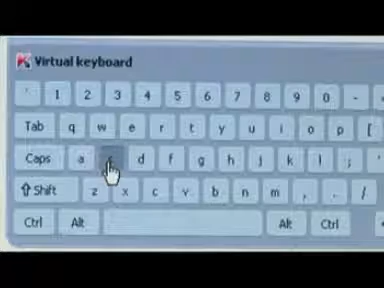 Virtual keyboard
` 1 2 3 4 5 6 7 8 9 0 -
Tab q w e r t y u i o p [
Caps a d f g h j k l ; '
⇧ Shift z x c v b n m , . /
Ctrl Alt Alt Ctrl